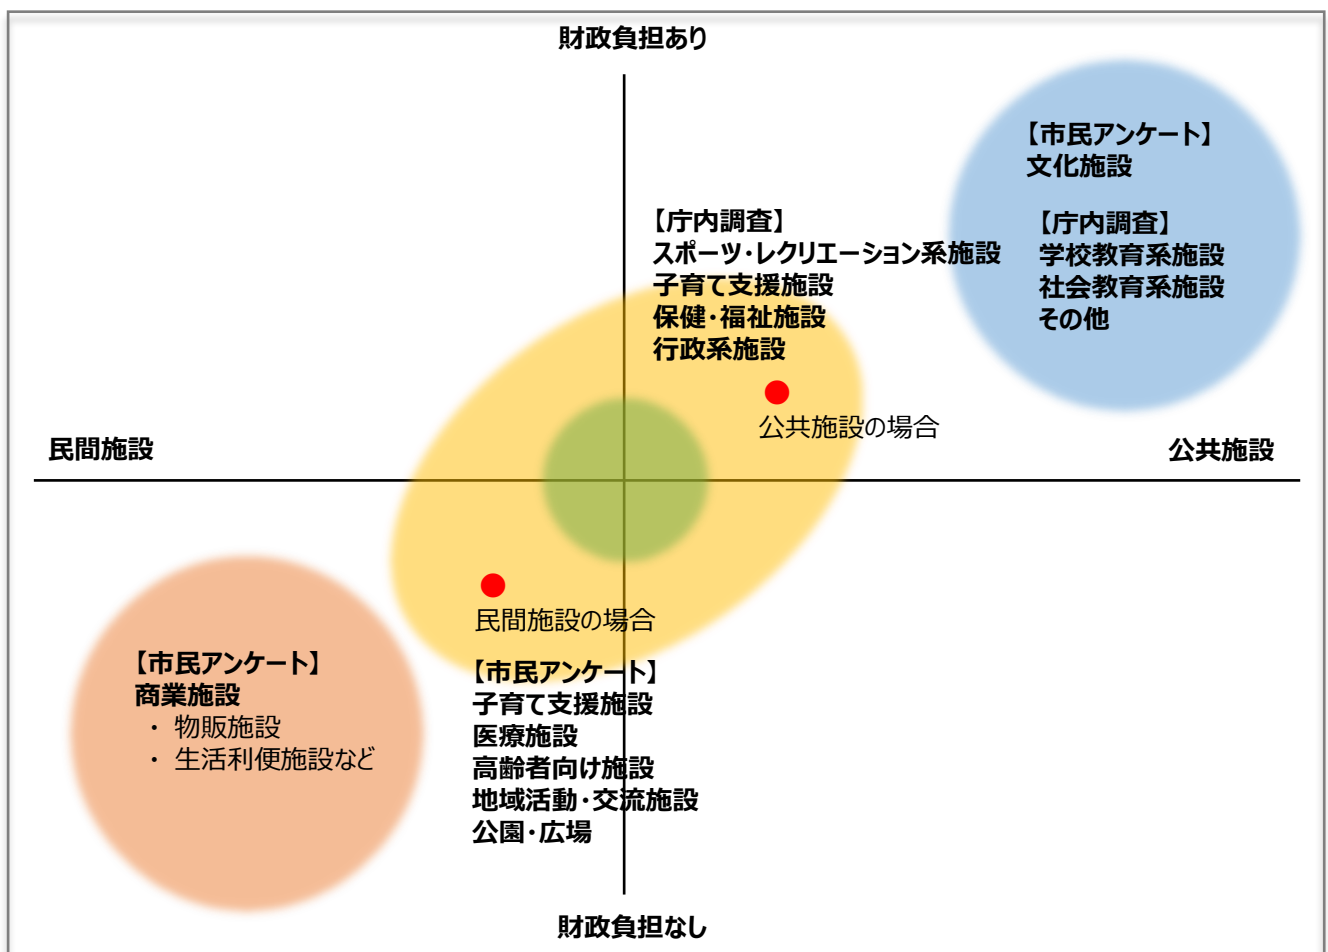 財政負担あり
【市民アンケート】
文化施設
【庁内調査】
学校教育系施設
社会教育系施設
その他
【庁内調査】
スポーツ・レクリエーション系施設
子育て支援施設
保健・福祉施設
行政系施設
公共施設の場合
民間施設
公共施設
民間施設の場合
【市民アンケート】
商業施設
・ 物販施設
・ 生活利便施設など
【市民アンケート】
子育て支援施設
医療施設
高齢者向け施設
地域活動・交流施設
公園・広場
財政負担なし